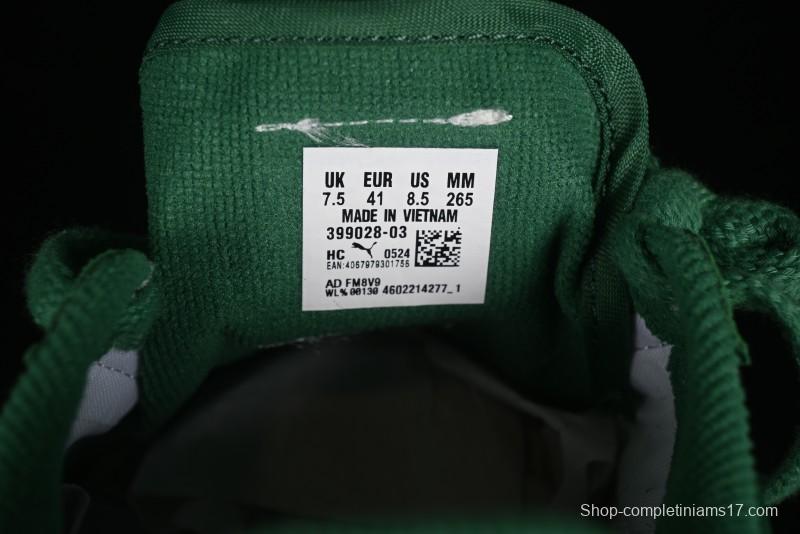 UK EUR US MM
7.5 41 8.5 265
MADE IN VIETNAM
399028-03
HC 0524
EAN:4067979301755
AD FM8V9
WL% 00130 4602214277_1
Shop-completiniams17.com